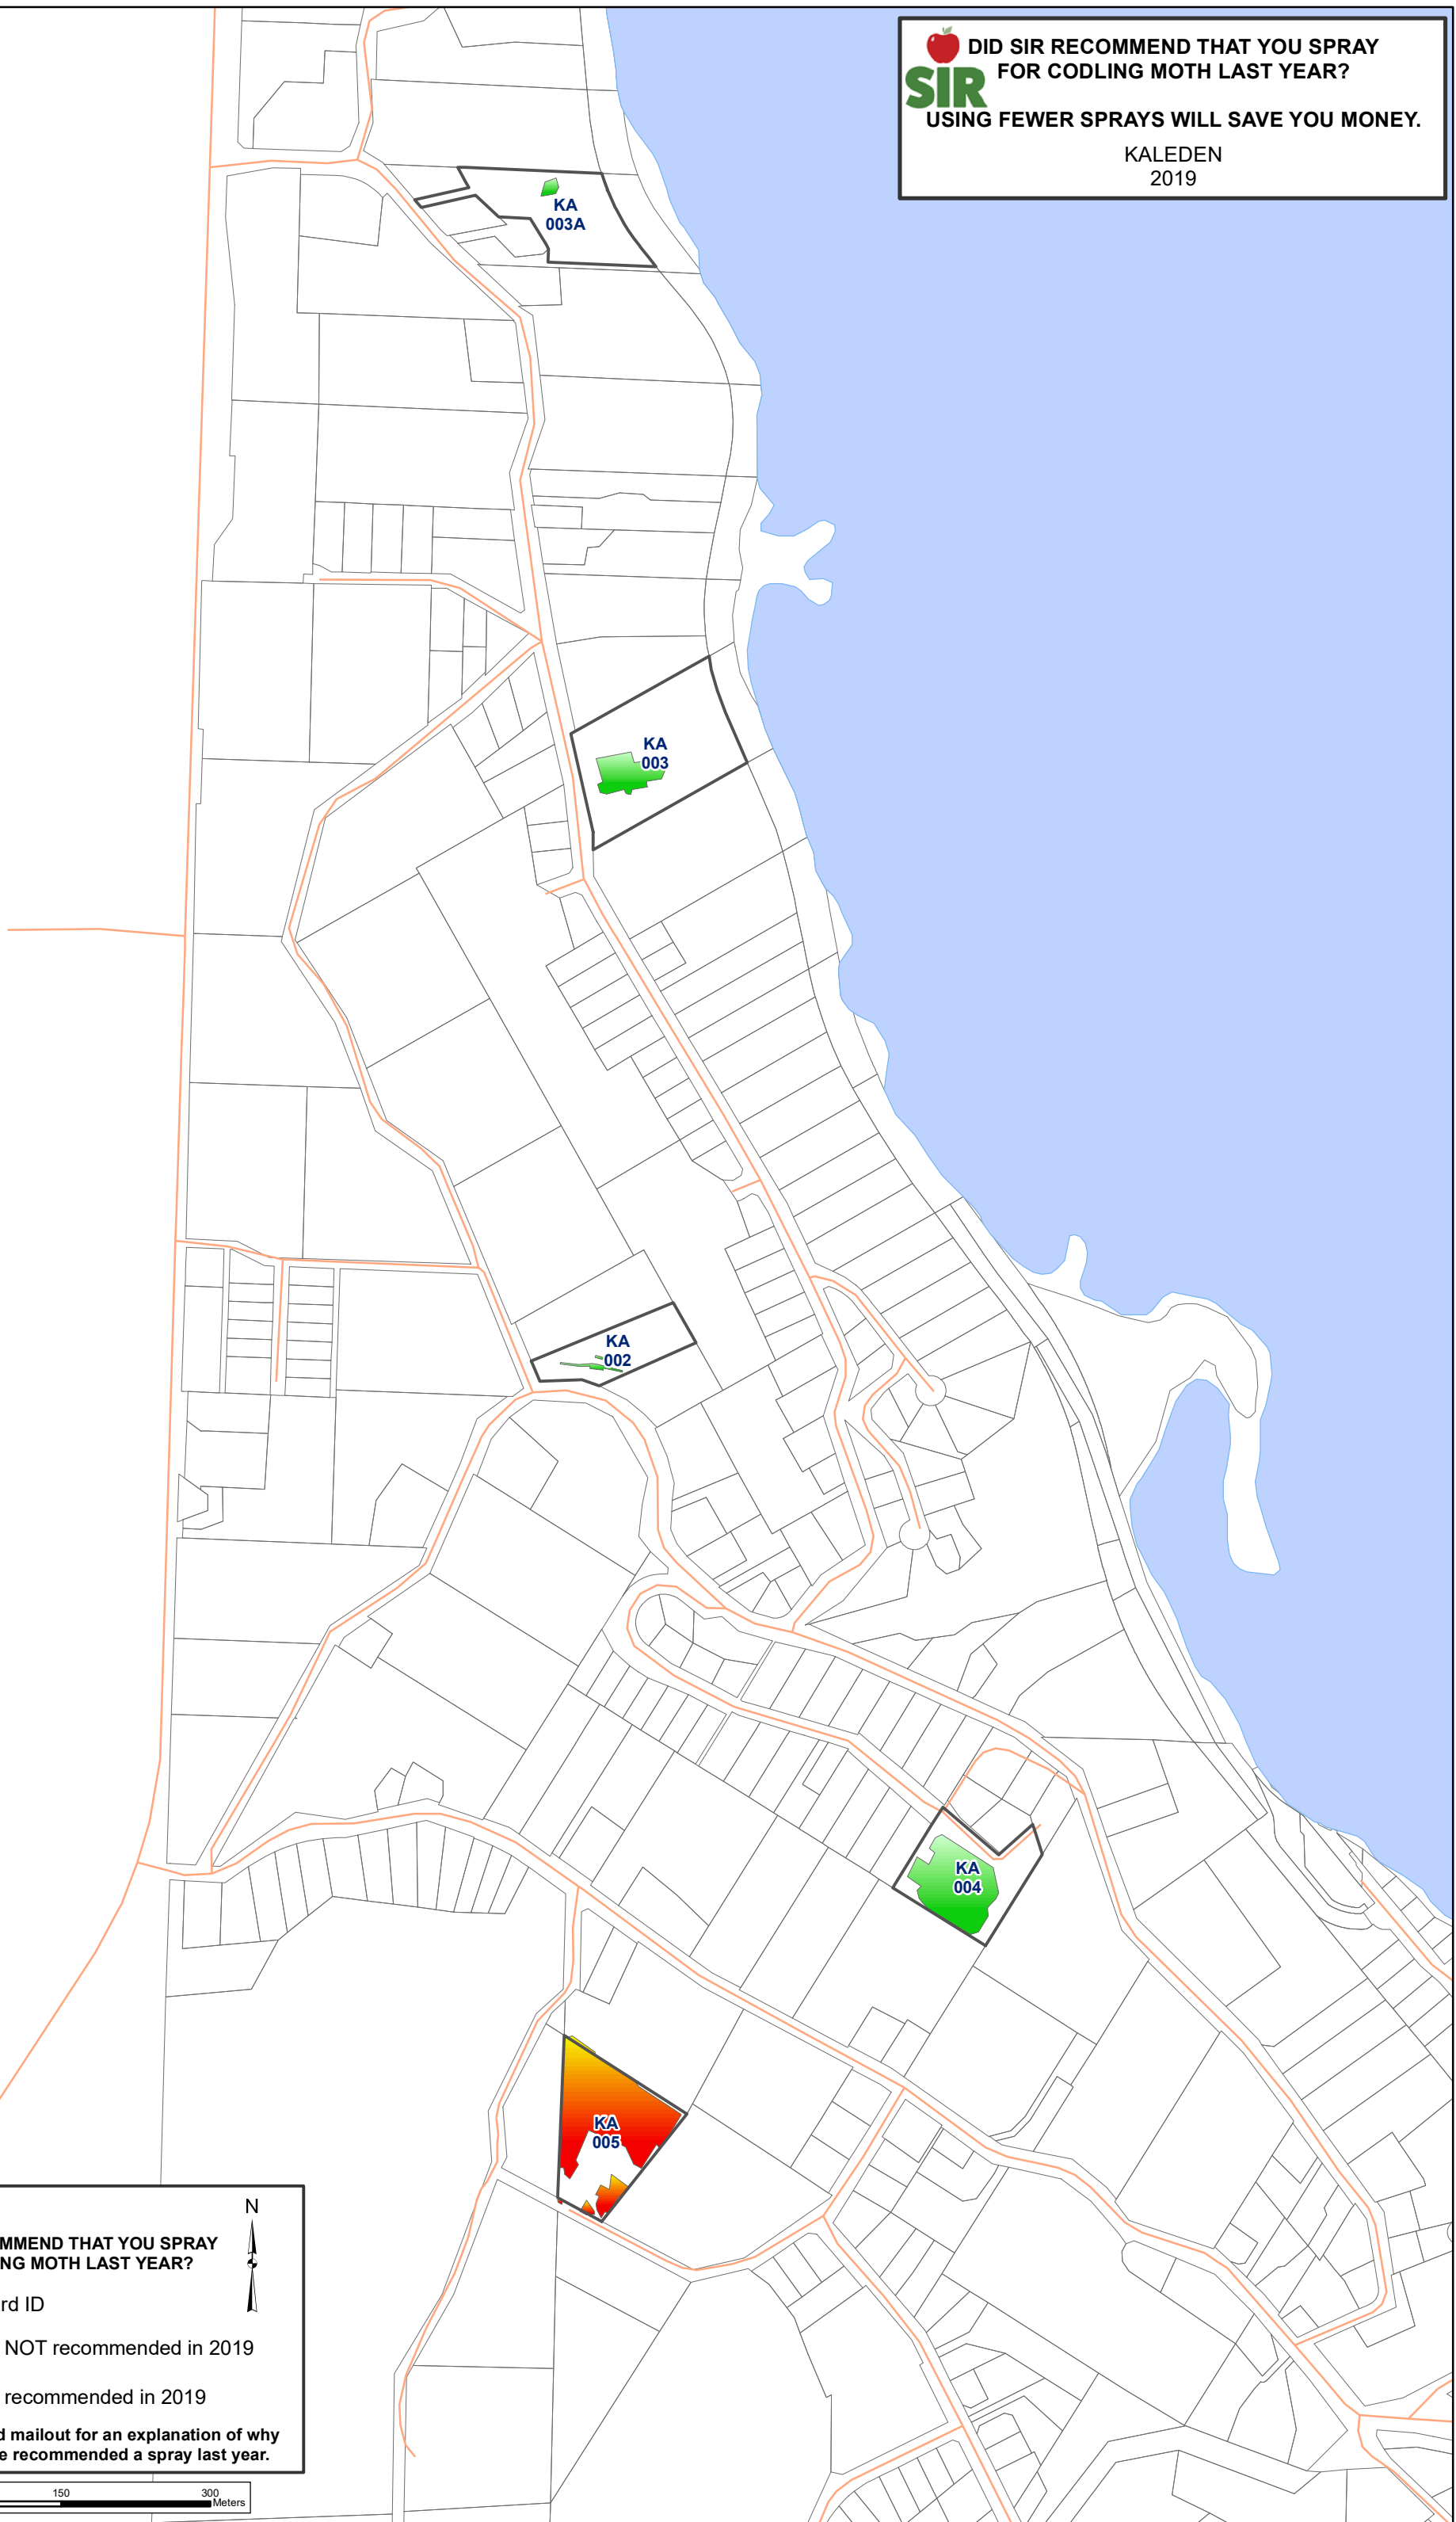 DID SIR RECOMMEND THAT YOU SPRAY
SIR
FOR CODLING MOTH LAST YEAR?
USING FEWER SPRAYS WILL SAVE YOU MONEY.
KALEDEN
2019
KA
003A
KA
003
KA
002
KA
004
KA
005
N
MMEND THAT YOU SPRAY
NG MOTH LAST YEAR?
rd ID
NOT recommended in 2019
recommended in 2019
d mailout for an explanation of why
e recommended a spray last year.
150
300
Meters